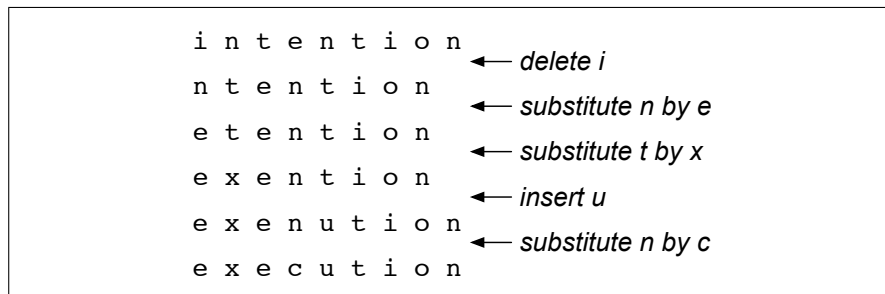 i n t e n t i o n
delete i
n t e n t i o n
substitute n by e
e t e n t i o n
substitute t by x
e x e n t i o n
insert u
e x e n u t i o n
substitute n by c
e x e c u t i o n